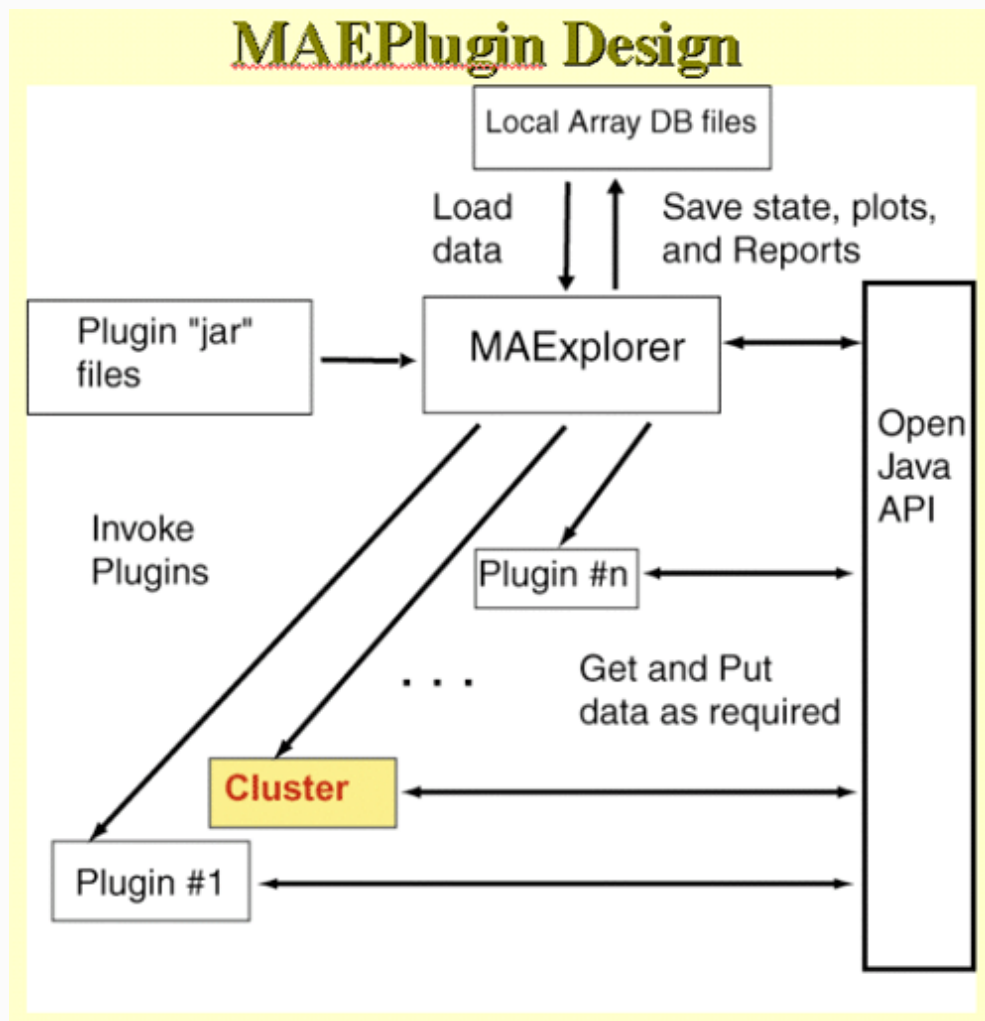 MAEPlugin Design
Local Array DB files
Load
data
Save state, plots,
and Reports
Plugin "jar"
files
MAExplorer
Open
Java
API
Invoke
Plugins
Plugin #n
. . .
Get and Put
data as required
Cluster
Plugin #1